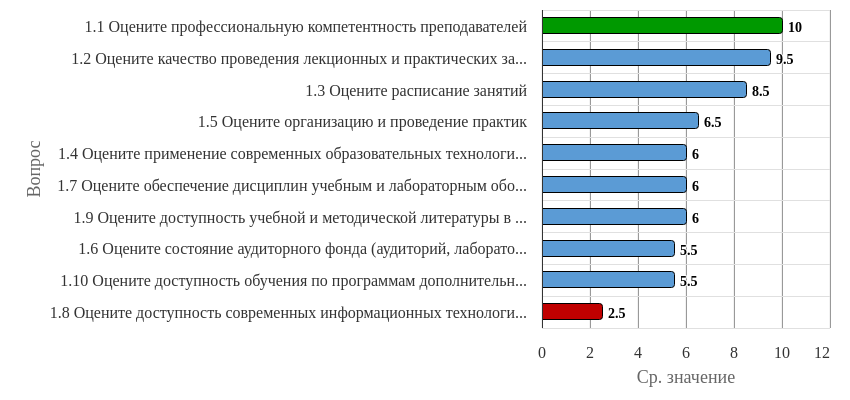 1.1 Оцените профессиональную компетентность преподавателей
10
1.2 Оцените качество проведения лекционных и практических за...
9.5
1.3 Оцените расписание занятий
8.5
1.5 Оцените организацию и проведение практик
6.5
1.4 Оцените применение современных образовательных технологи...
6
1.7 Оцените обеспечение дисциплин учебным и лабораторным обо...
6
1.9 Оцените доступность учебной и методической литературы в ...
6
1.6 Оцените состояние аудиторного фонда (аудиторий, лаборато...
5.5
1.10 Оцените доступность обучения по программам дополнительн...
5.5
1.8 Оцените доступность современных информационных технологи...
2.5
Вопрос
0 2 4 6 8 10 12
Ср. значение